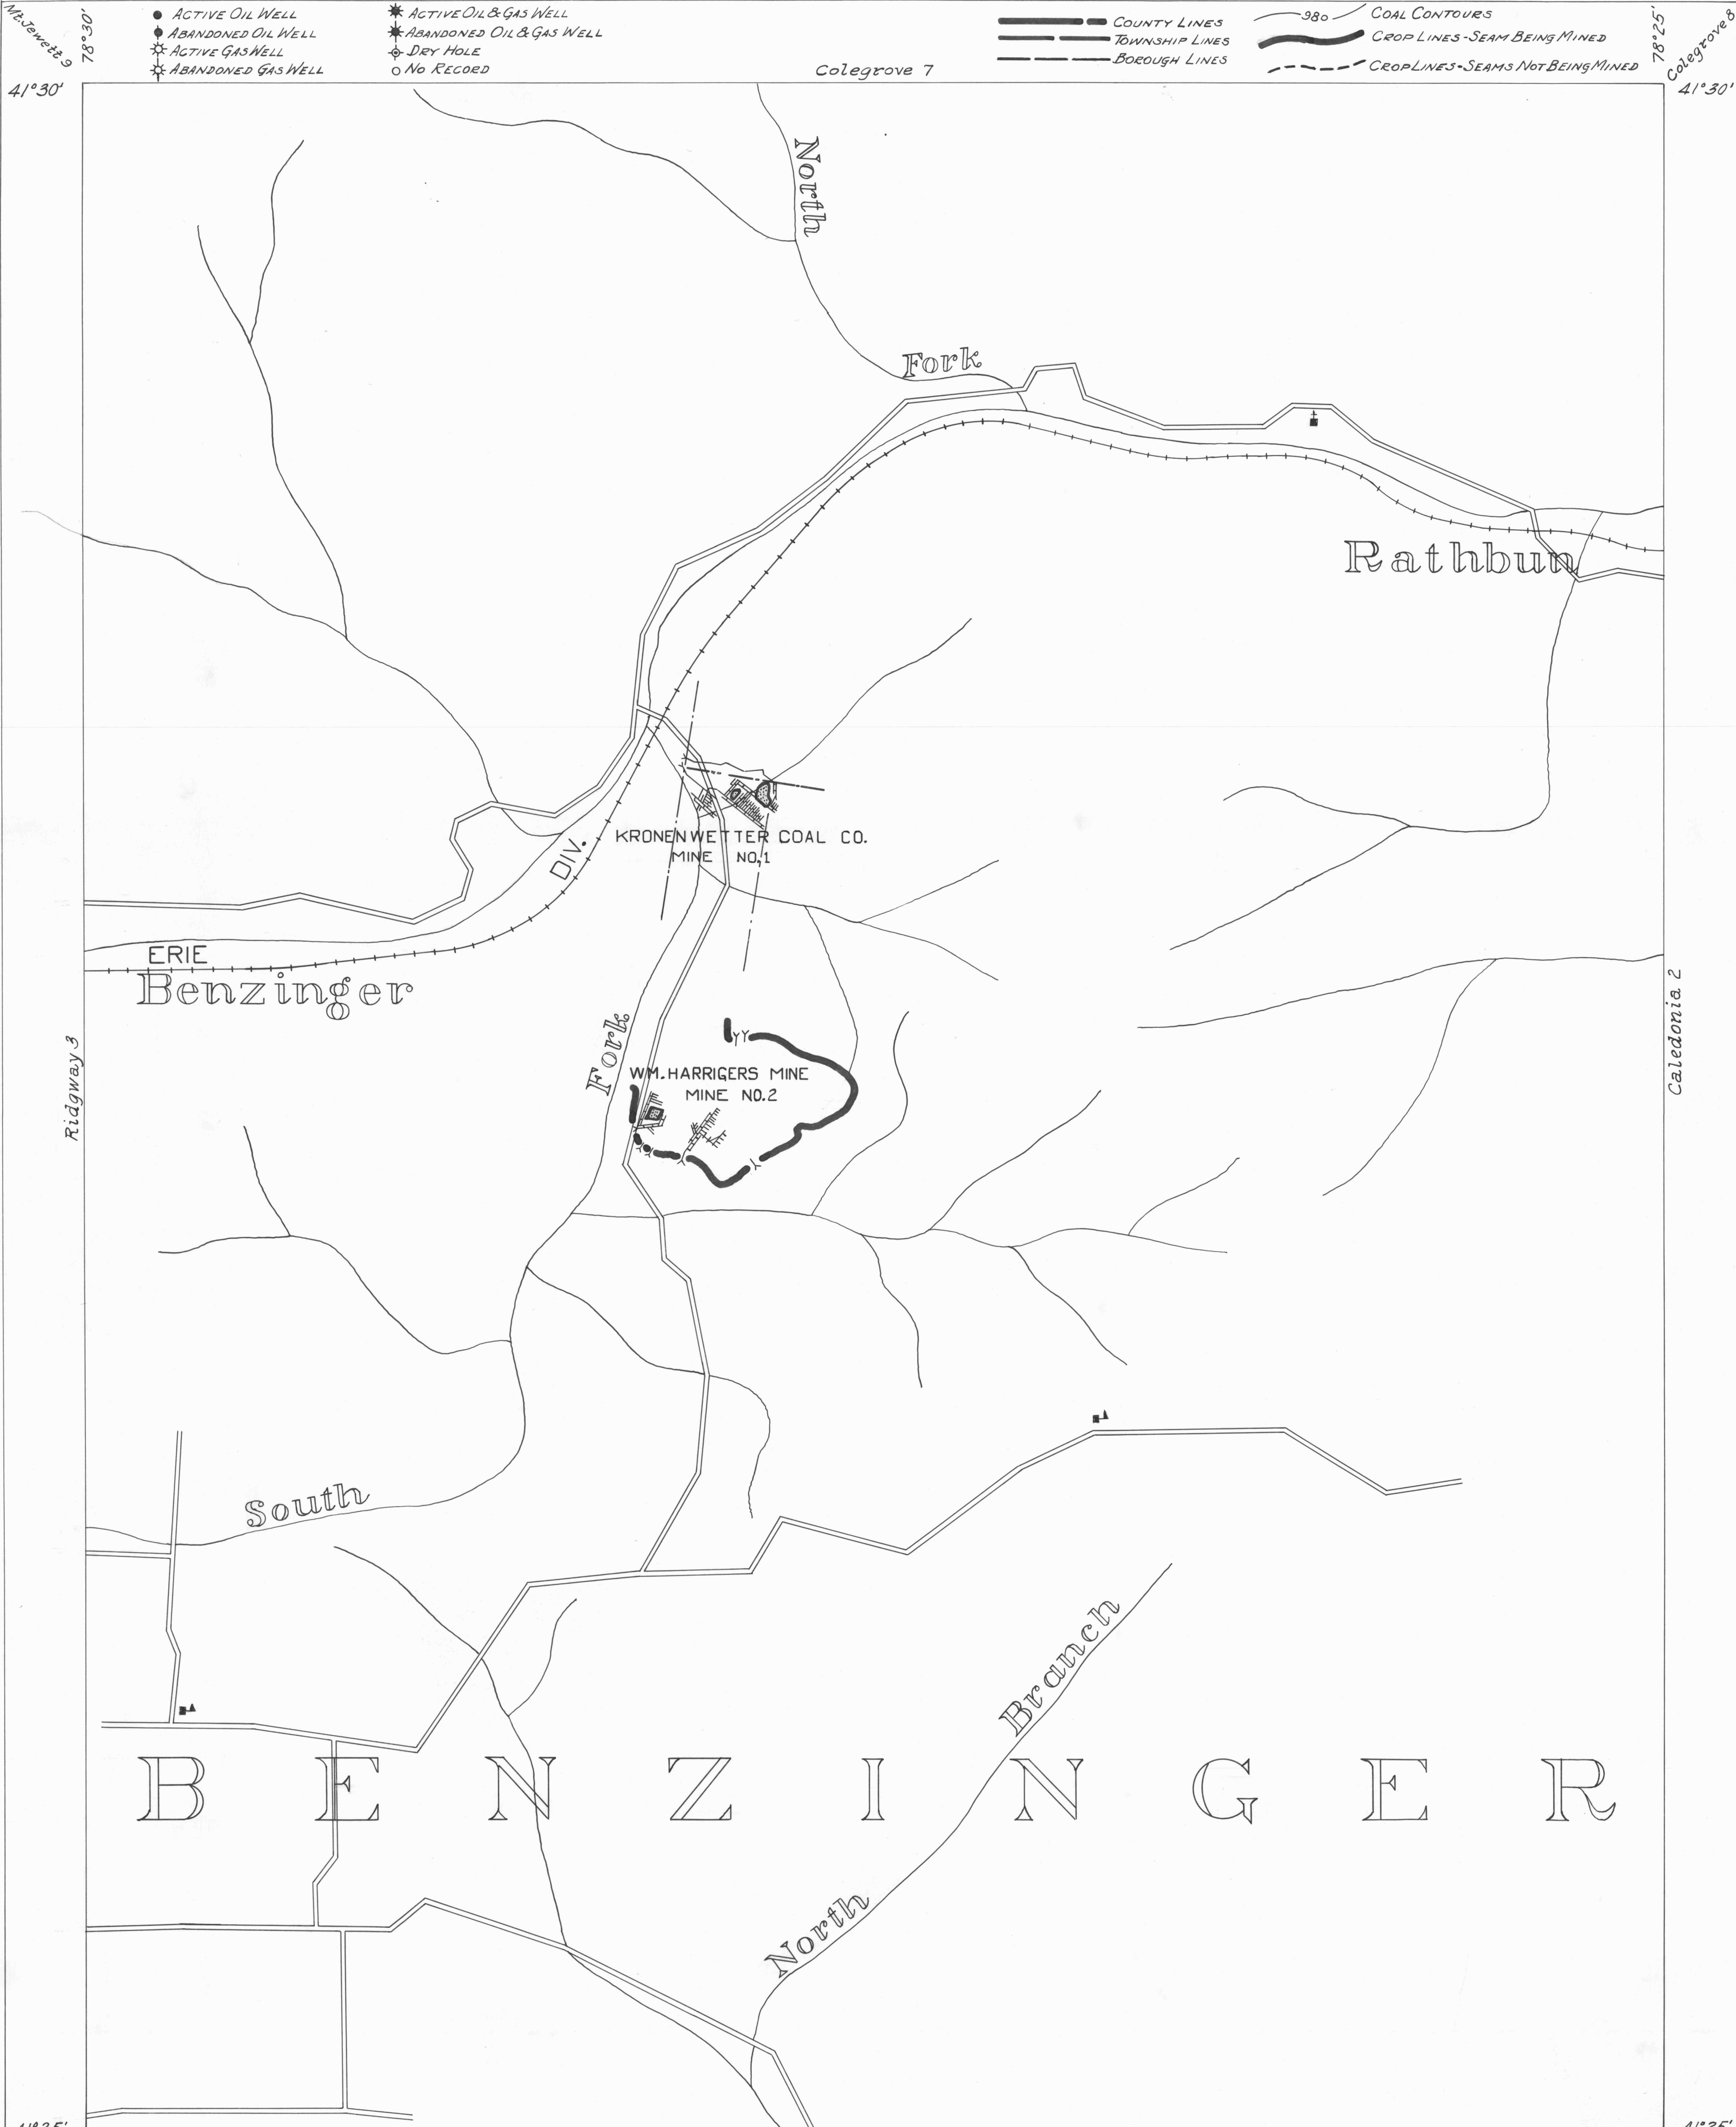 Mt. Jewett 9
78°30'
ACTIVE OIL WELL
ABANDONED OIL WELL
ACTIVE GAS WELL
ABANDONED GAS WELL
ACTIVE OIL & GAS WELL
ABANDONED OIL & GAS WELL
DRY HOLE
NO RECORD
Colegrove 7
COUNTY LINES
TOWNSHIP LINES
BOROUGH LINES
980
COAL CONTOURS
CROP LINES - SEAM BEING MINED
CROP LINES - SEAMS NOT BEING MINED
78°25'
Colegrove 8
41°30'
41°30'
North
Fork
Rathbun
KRONENWETTER COAL CO.
MINE NO.1
DIV.
ERIE
Benzinger
Fork
WM. HARRIGERS MINE
MINE NO.2
Ridgway 3
Caledonia 2
South
Branch
BENZINGER
North
41°25'
41°25'